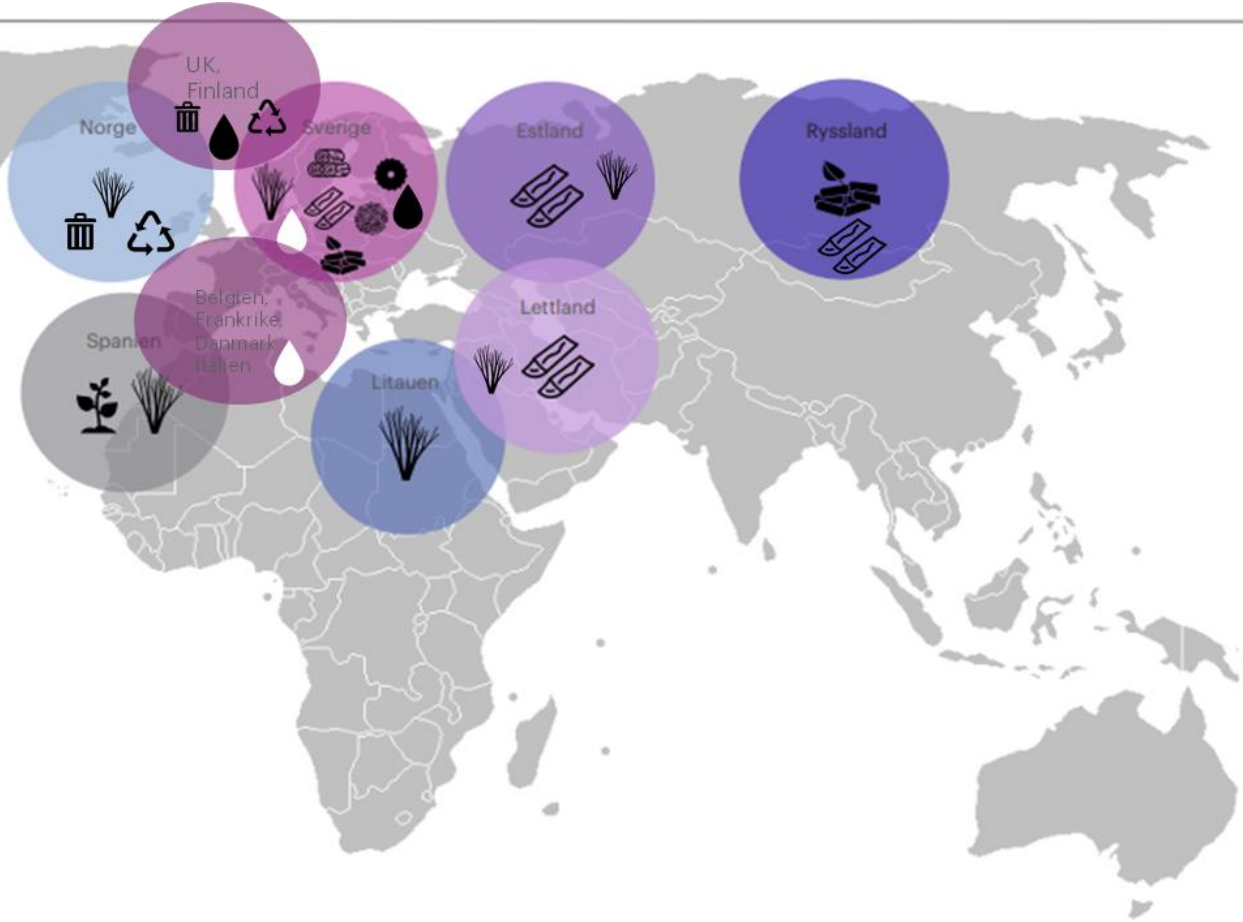 UK,
Finland
Norge
Sverige
Estland
Ryssland
Belgien,
Frankrike,
Danmark,
Italien
Spanien
Lettland
Litauen